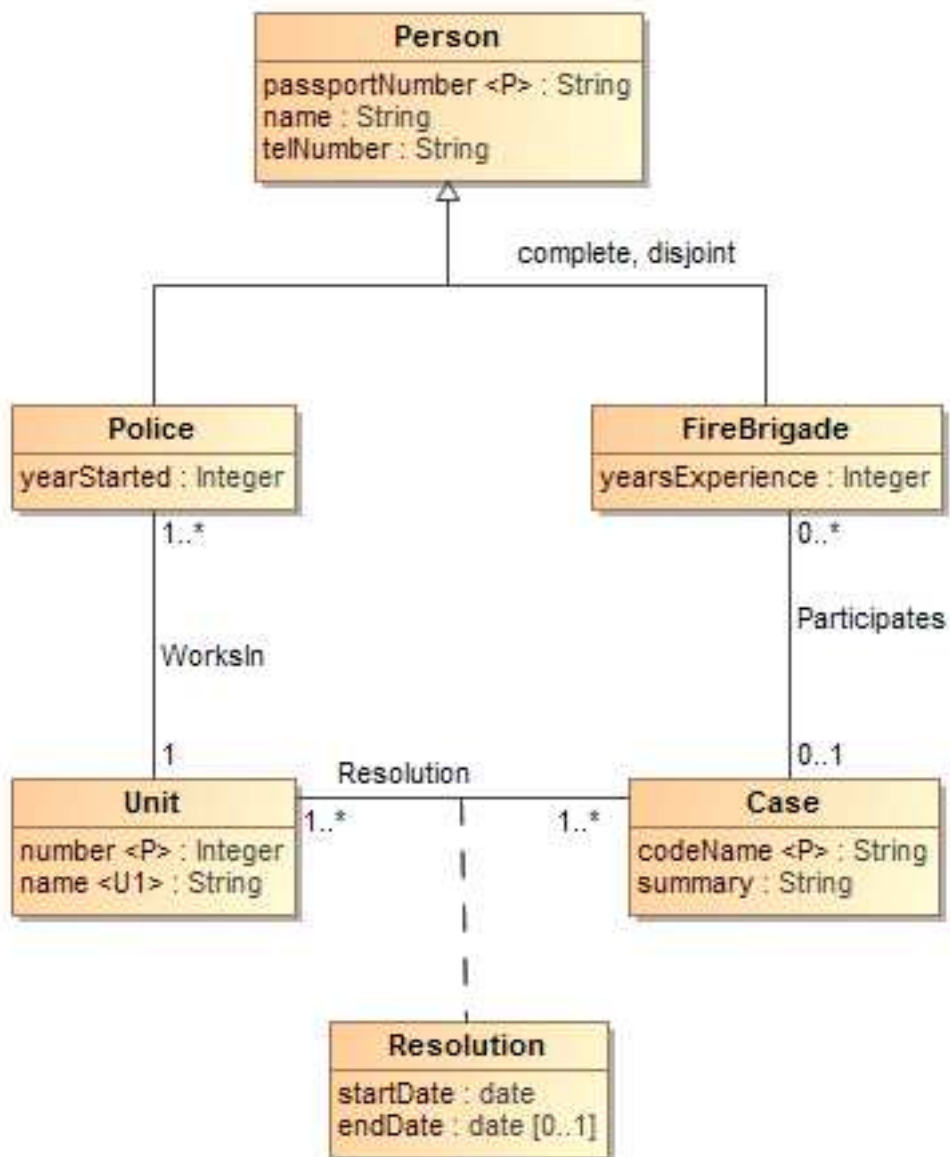 Person
passportNumber <P> : String
name : String
telNumber : String
complete, disjoint
Police
yearStarted : Integer
FireBrigade
yearsExperience : Integer
1..*
0..*
WorksIn
Participates
1
0..1
Resolution
Unit
number <P> : Integer
name <U1> : String
1..*
1..*
Case
codeName <P> : String
summary : String
Resolution
startDate : date
endDate : date [0..1]